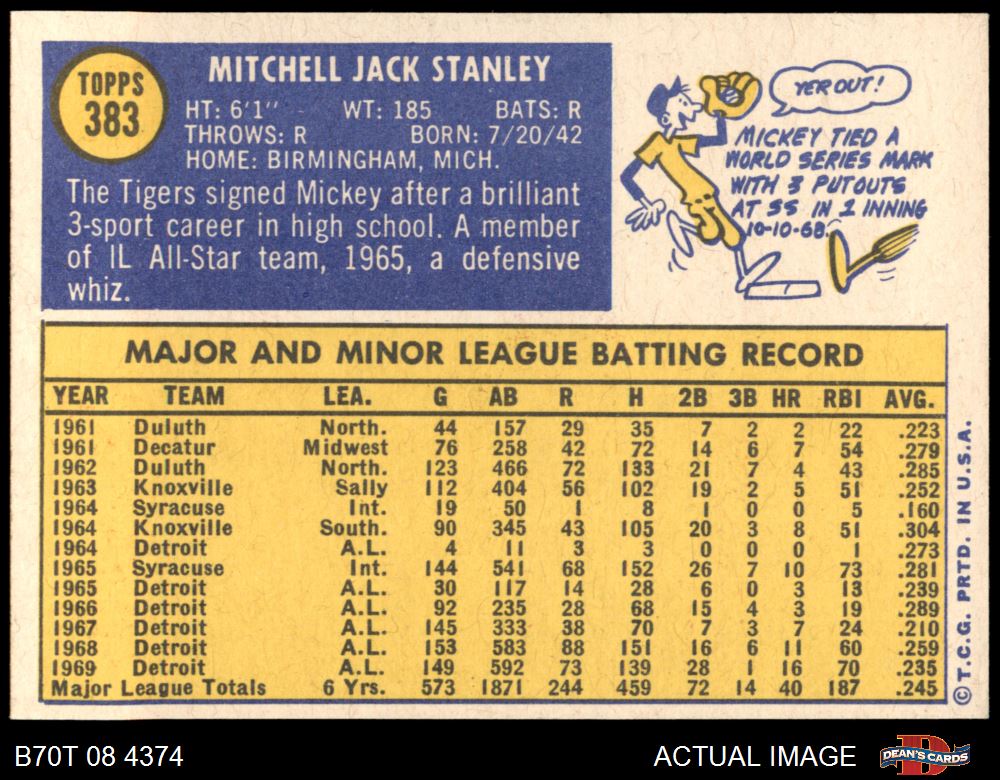 TOPPS
383
MITCHELL JACK STANLEY
HT: 6'1" WT: 185 BATS: R
THROWS: R BORN: 7/20/42
HOME: BIRMINGHAM, MICH.
The Tigers signed Mickey after a brilliant
3-sport career in high school. A member
of IL All-Star team, 1965, a defensive
whiz.
YER OUT!
MICKEY TIED A
WORLD SERIES MARK
WITH 3 PUTOUTS
AT SS IN 1 INNING
10-10-68.
MAJOR AND MINOR LEAGUE BATTING RECORD
YEAR TEAM LEA. G AB R H 2B 3B HR RBI AVG.
1961 Duluth North. 44 157 29 35 7 2 2 22 .223
1961 Decatur Midwest 76 258 42 72 14 6 7 54 .279
1962 Duluth North. 123 466 72 133 21 7 4 43 .285
1963 Knoxville Sally 112 404 56 102 19 2 5 51 .252
1964 Syracuse Int. 19 50 1 8 1 0 0 5 .160
1964 Knoxville South. 90 345 43 105 20 3 8 51 .304
1964 Detroit A.L. 4 11 3 3 0 0 0 1 .273
1965 Syracuse Int. 144 541 68 152 26 7 10 73 .281
1965 Detroit A.L. 30 117 14 28 6 0 3 13 .239
1966 Detroit A.L. 92 235 28 68 15 4 3 19 .289
1967 Detroit A.L. 145 333 38 70 7 3 7 24 .210
1968 Detroit A.L. 153 583 88 151 16 6 11 60 .259
1969 Detroit A.L. 149 592 73 139 28 1 16 70 .235
Major League Totals 6 Yrs. 573 1871 244 459 72 14 40 187 .245
© T.C.G. PRTD. IN U.S.A.
B70T 08 4374
ACTUAL IMAGE
DEAN'S CARDS